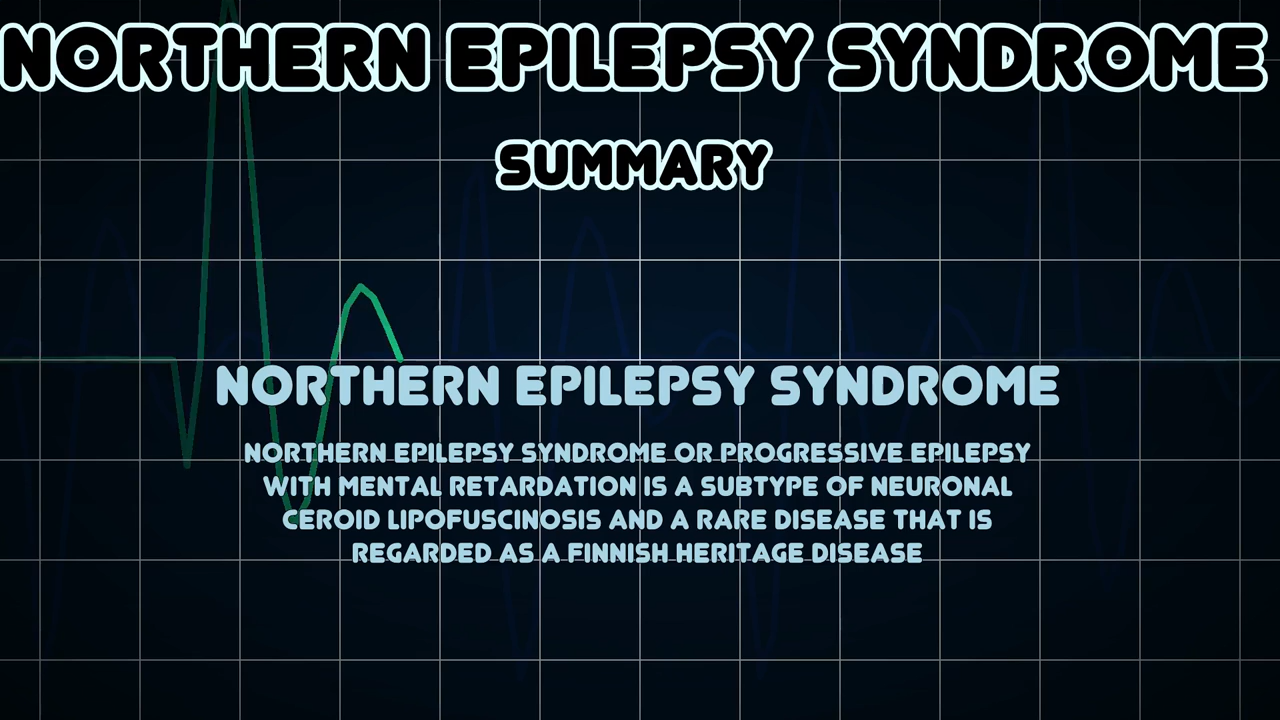 NORTHERN EPILEPSY SYNDROME
SUMMARY
NORTHERN EPILEPSY SYNDROME
NORTHERN EPILEPSY SYNDROME OR PROGRESSIVE EPILEPSY
WITH MENTAL RETARDATION IS A SUBTYPE OF NEURONAL
CEROID LIPOFUSCINOSIS AND A RARE DISEASE THAT IS
REGARDED AS A FINNISH HERITAGE DISEASE